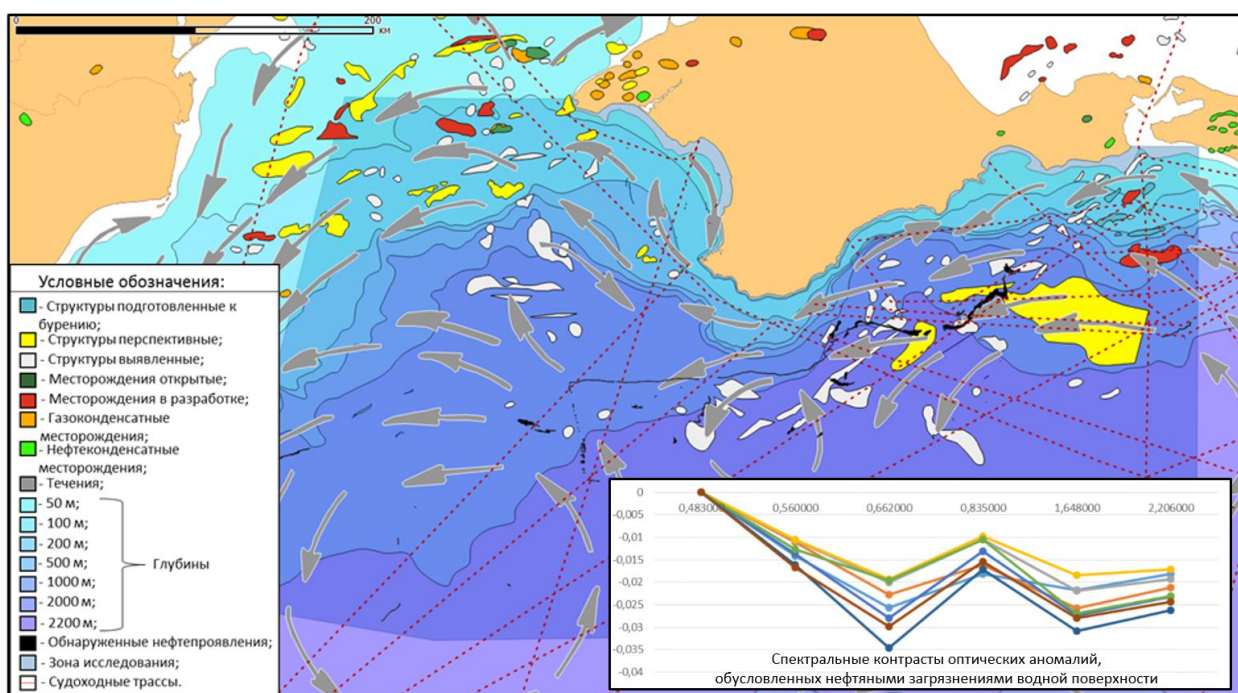 0 200
км
Условные обозначения:
- Структуры подготовленные к
бурению;
- Структуры перспективные;
- Структуры выявленные;
- Месторождения открытые;
- Месторождения в разработке;
- Газоконденсатные
месторождения;
- Нефтеконденсатные
месторождения;
- Течения;
- 50 м;
- 100 м;
- 200 м;
- 500 м;
- 1000 м;
- 2000 м;
- 2200 м;
Глубины
- Обнаруженные нефтепроявления;
- Зона исследования;
- Судоходные трассы.
0
0,483000 0,560000 0,662000 0,835000 1,648000 2,206000
-0,005
-0,01
-0,015
-0,02
-0,025
-0,03
-0,035
-0,04
Спектральные контрасты оптических аномалий,
обусловленных нефтяными загрязнениями водной поверхности